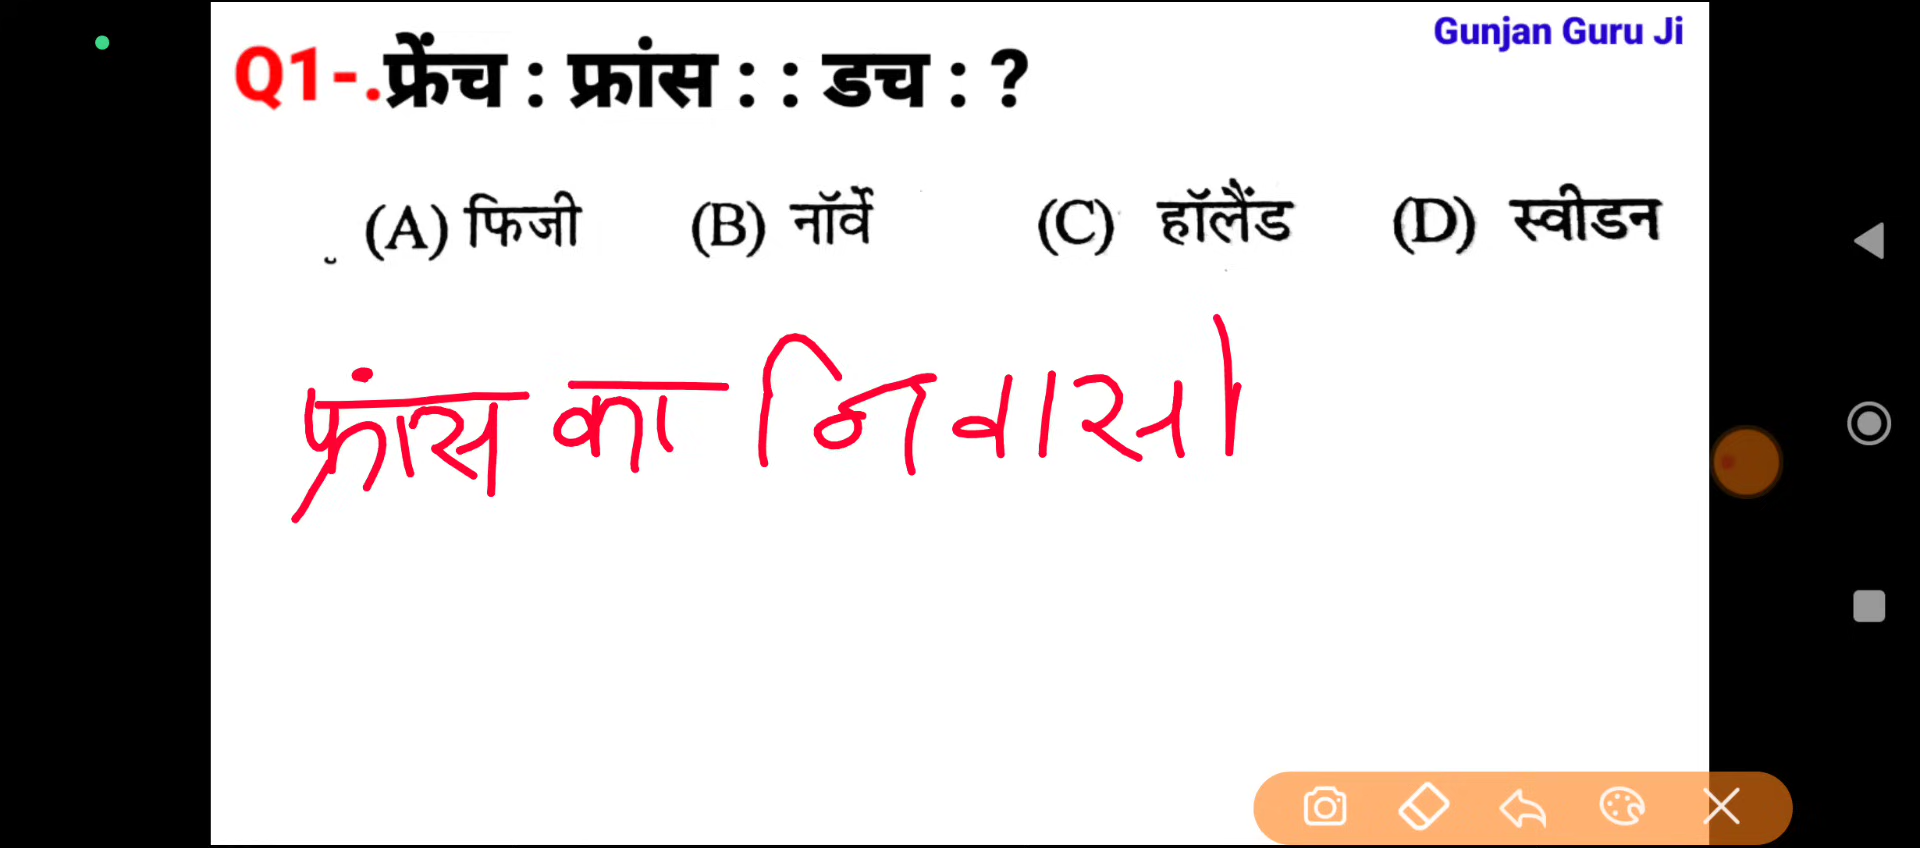 Gunjan Guru Ji
Q1-.फ्रेंच : फ्रांस : : डच : ?
(A) फिजी (B) नॉर्वे (C) हॉलैंड (D) स्वीडन
फ्रांस का निवासी